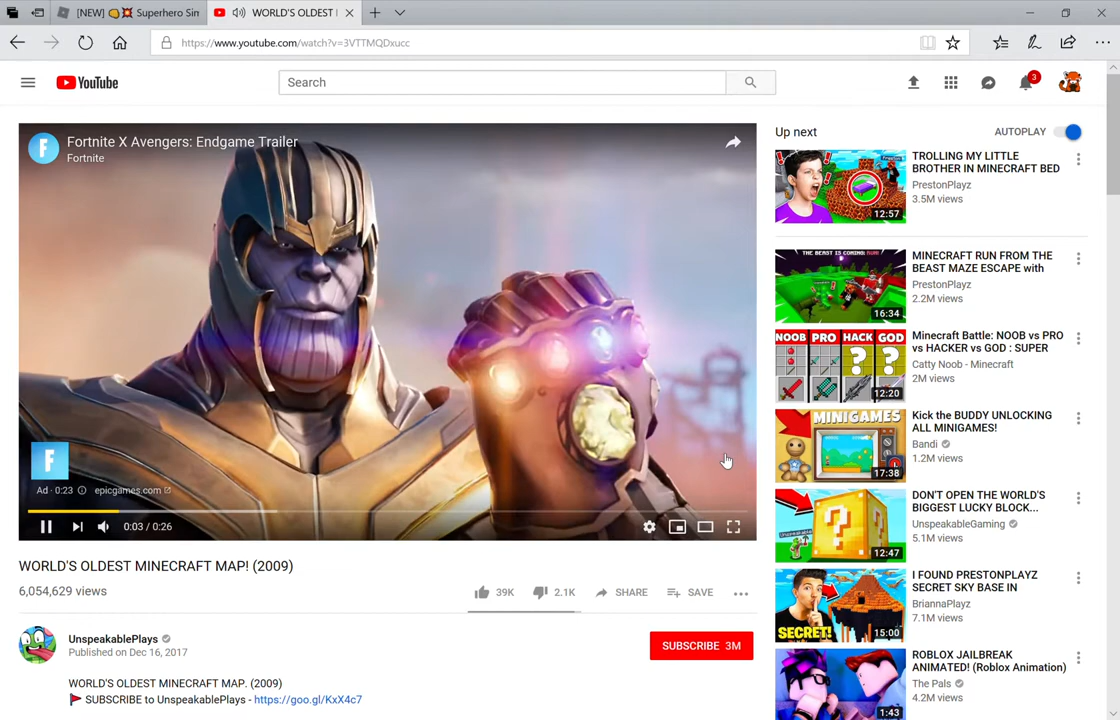 [NEW] 👊💥 Superhero Sim
WORLD'S OLDEST
https://www.youtube.com/watch?v=3VTTMQDxucc
YouTube
Search
3
Fortnite X Avengers: Endgame Trailer
Fortnite
Ad · 0:23
epicgames.com
0:03 / 0:26
WORLD'S OLDEST MINECRAFT MAP! (2009)
6,054,629 views
39K
2.1K
SHARE
SAVE
UnspeakablePlays
Published on Dec 16, 2017
SUBSCRIBE 3M
WORLD'S OLDEST MINECRAFT MAP. (2009)
🚩 SUBSCRIBE to UnspeakablePlays - https://goo.gl/KxX4c7
Up next
AUTOPLAY
12:57
TROLLING MY LITTLE
BROTHER IN MINECRAFT BED
PrestonPlayz
3.5M views
16:34
MINECRAFT RUN FROM THE
BEAST MAZE ESCAPE with
PrestonPlayz
2.2M views
NOOB PRO HACK GOD
12:20
Minecraft Battle: NOOB vs PRO
vs HACKER vs GOD : SUPER
Catty Noob - Minecraft
2M views
MINIGAMES
17:38
Kick the BUDDY UNLOCKING
ALL MINIGAMES!
Bandi
1.2M views
12:47
DON'T OPEN THE WORLD'S
BIGGEST LUCKY BLOCK...
UnspeakableGaming
5.1M views
SECRET!
15:00
I FOUND PRESTONPLAYZ
SECRET SKY BASE IN
BriannaPlayz
7.1M views
1:43
ROBLOX JAILBREAK
ANIMATED! (Roblox Animation)
The Pals
4.2M views